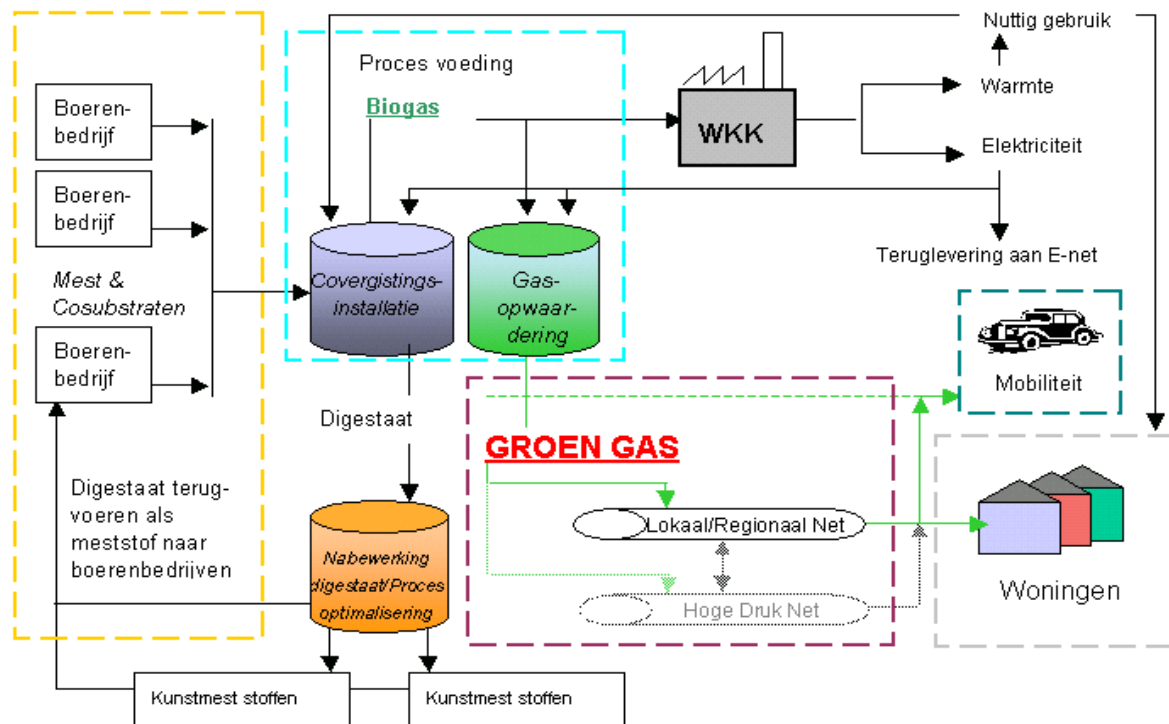 Nuttig gebruik
Proces voeding
Biogas
WKK
Warmte
Elektriciteit
Boeren-
bedrijf
Boeren-
bedrijf
Mest &
Cosubstraten
Boeren-
bedrijf
Covergistings-
installatie
Gas-
opwaar-
dering
Teruglevering aan E-net
Mobiliteit
Digestaat
GROEN GAS
Digestaat terug-
voeren als
meststof naar
boerenbedrijven
Lokaal/Regionaal Net
Nabewerking
digestaat/Proces
optimalisering
Hoge Druk Net
Woningen
Kunstmest stoffen
Kunstmest stoffen